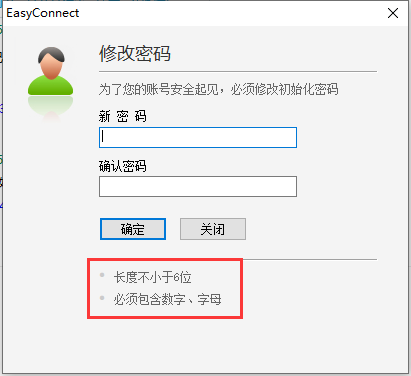 EasyConnect
修改密码
为了您的账号安全起见，必须修改初始化密码
新 密 码
确认密码
确定 关闭
长度不小于6位
必须包含数字、字母